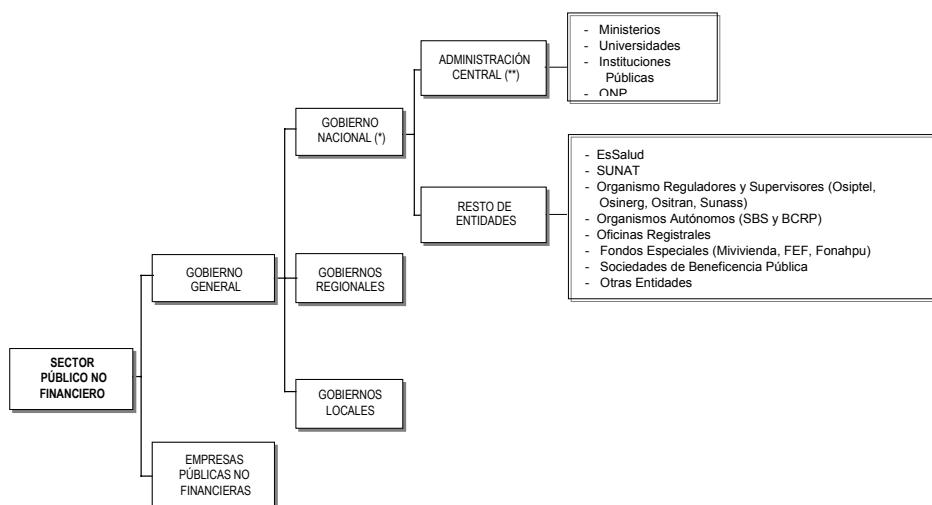 SECTOR
PÚBLICO NO
FINANCIERO
GOBIERNO
GENERAL
EMPRESAS
PÚBLICAS NO
FINANCIERAS
GOBIERNO
NACIONAL (*)
GOBIERNOS
REGIONALES
GOBIERNOS
LOCALES
ADMINISTRACIÓN
CENTRAL (**)
RESTO DE
ENTIDADES
- Ministerios
- Universidades
- Instituciones
Públicas
- ONP
- EsSalud
- SUNAT
- Organismo Reguladores y Supervisores (Osiptel,
Osinerg, Ositran, Sunass)
- Organismos Autónomos (SBS y BCRP)
- Oficinas Registrales
- Fondos Especiales (Mivivienda, FEF, Fonahpu)
- Sociedades de Beneficencia Pública
- Otras Entidades